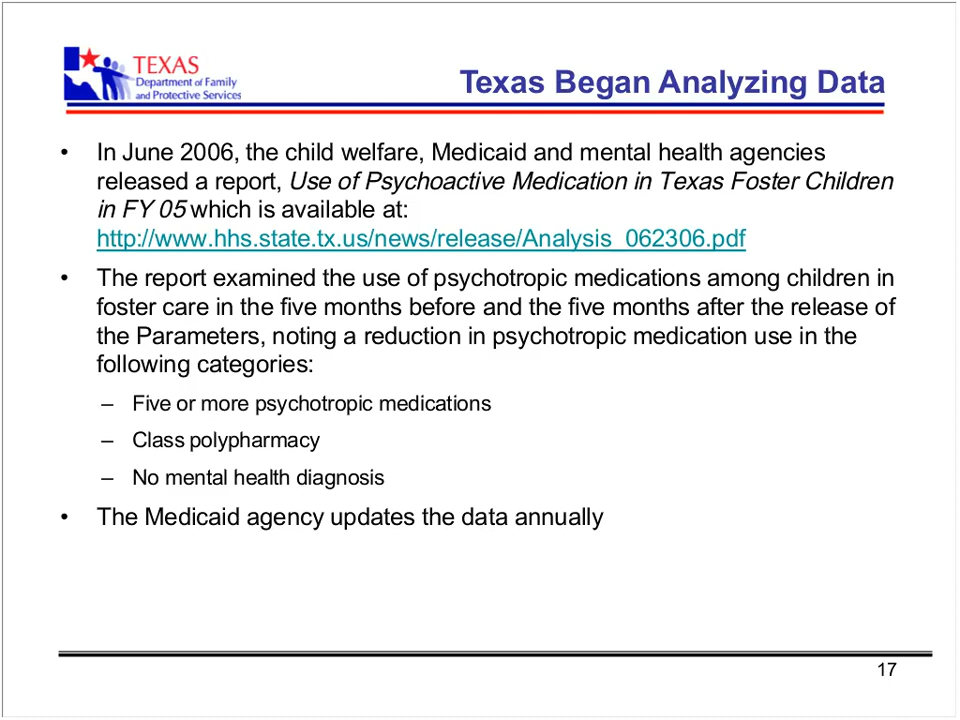 TEXAS
Department of Family
and Protective Services
Texas Began Analyzing Data
• In June 2006, the child welfare, Medicaid and mental health agencies
released a report, Use of Psychoactive Medication in Texas Foster Children
in FY 05 which is available at:
http://www.hhs.state.tx.us/news/release/Analysis_062306.pdf
• The report examined the use of psychotropic medications among children in
foster care in the five months before and the five months after the release of
the Parameters, noting a reduction in psychotropic medication use in the
following categories:
– Five or more psychotropic medications
– Class polypharmacy
– No mental health diagnosis
• The Medicaid agency updates the data annually
17